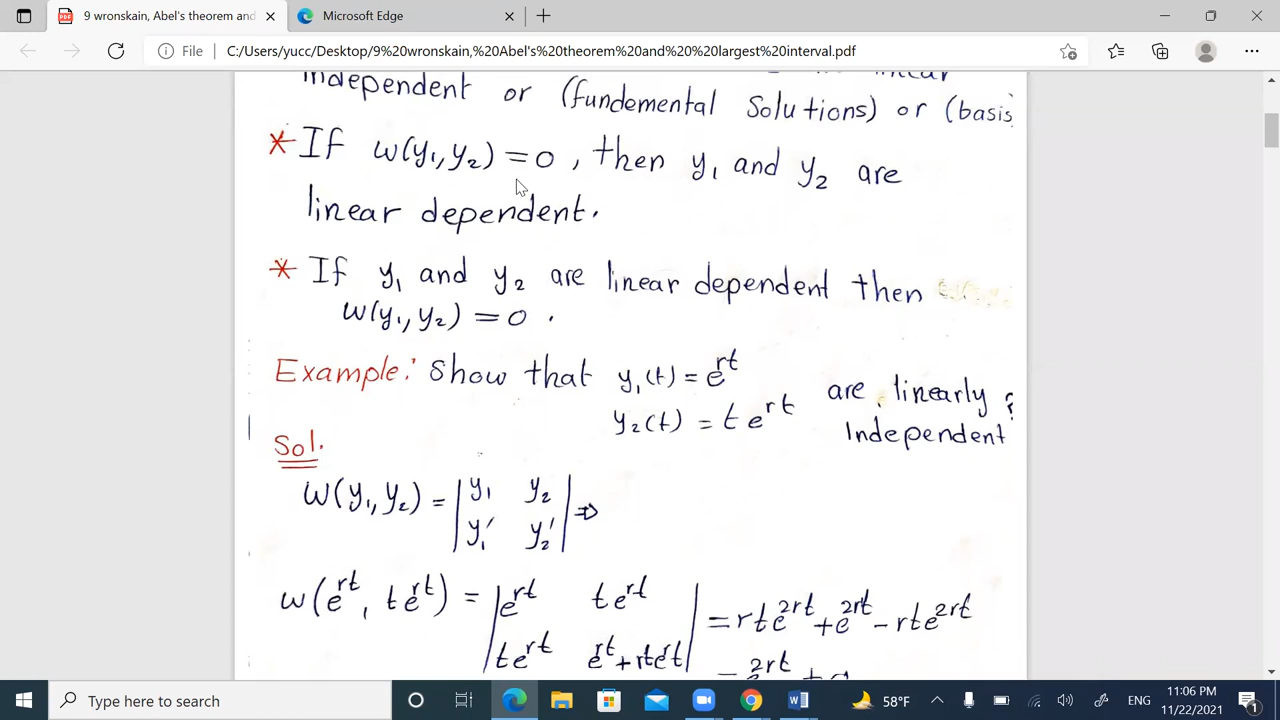 9 wronskain, Abel's theorem and
Microsoft Edge
File
C:/Users/yucc/Desktop/9%20wronskain,%20Abel's%20theorem%20and%20%20largest%20interval.pdf
Independent or (fundemental Solutions) or (basis
* If w(y₁,y₂) = 0, then y₁ and y₂ are
linear dependent.
* If y₁ and y₂ are linear dependent then
w(y₁,y₂) = 0 .
Example: Show that y₁(t) = e^rt
y₂(t) = t e^rt
are linearly
Independent ?
Sol.
W(y₁,y₂) = | y₁ y₂ |
| y₁′ y₂′ | ⇒
w(e^rt, te^rt) = | e^rt te^rt |
| te^rt e^rt+rte^rt | = rte^2rt + e^2rt - rte^2rt
Type here to search
58°F
ENG
11:06 PM
11/22/2021
1